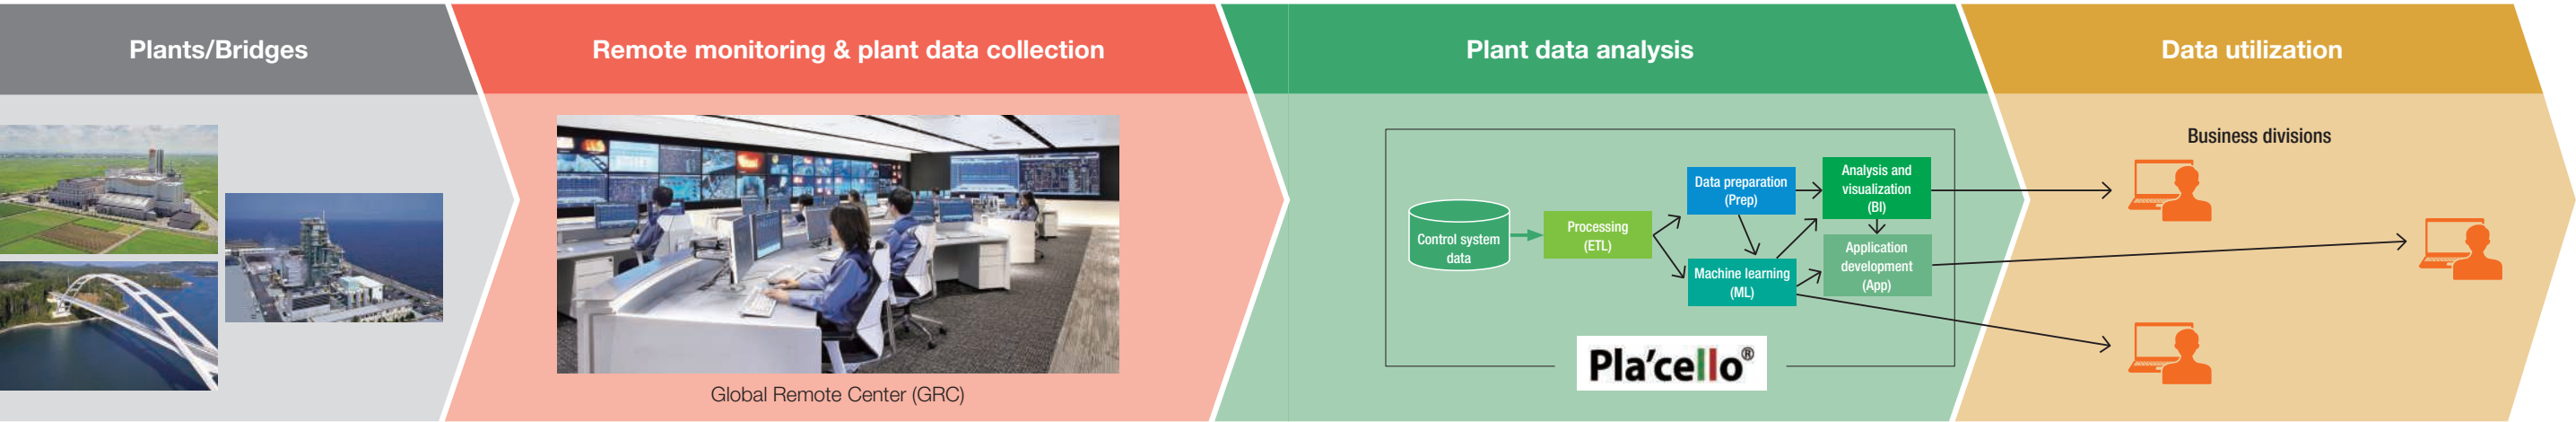 Plants/Bridges
Remote monitoring & plant data collection
Global Remote Center (GRC)
Plant data analysis
Control system
data
Processing
(ETL)
Data preparation
(Prep)
Machine learning
(ML)
Analysis and
visualization
(BI)
Application
development
(App)
Pla'cello®
Data utilization
Business divisions